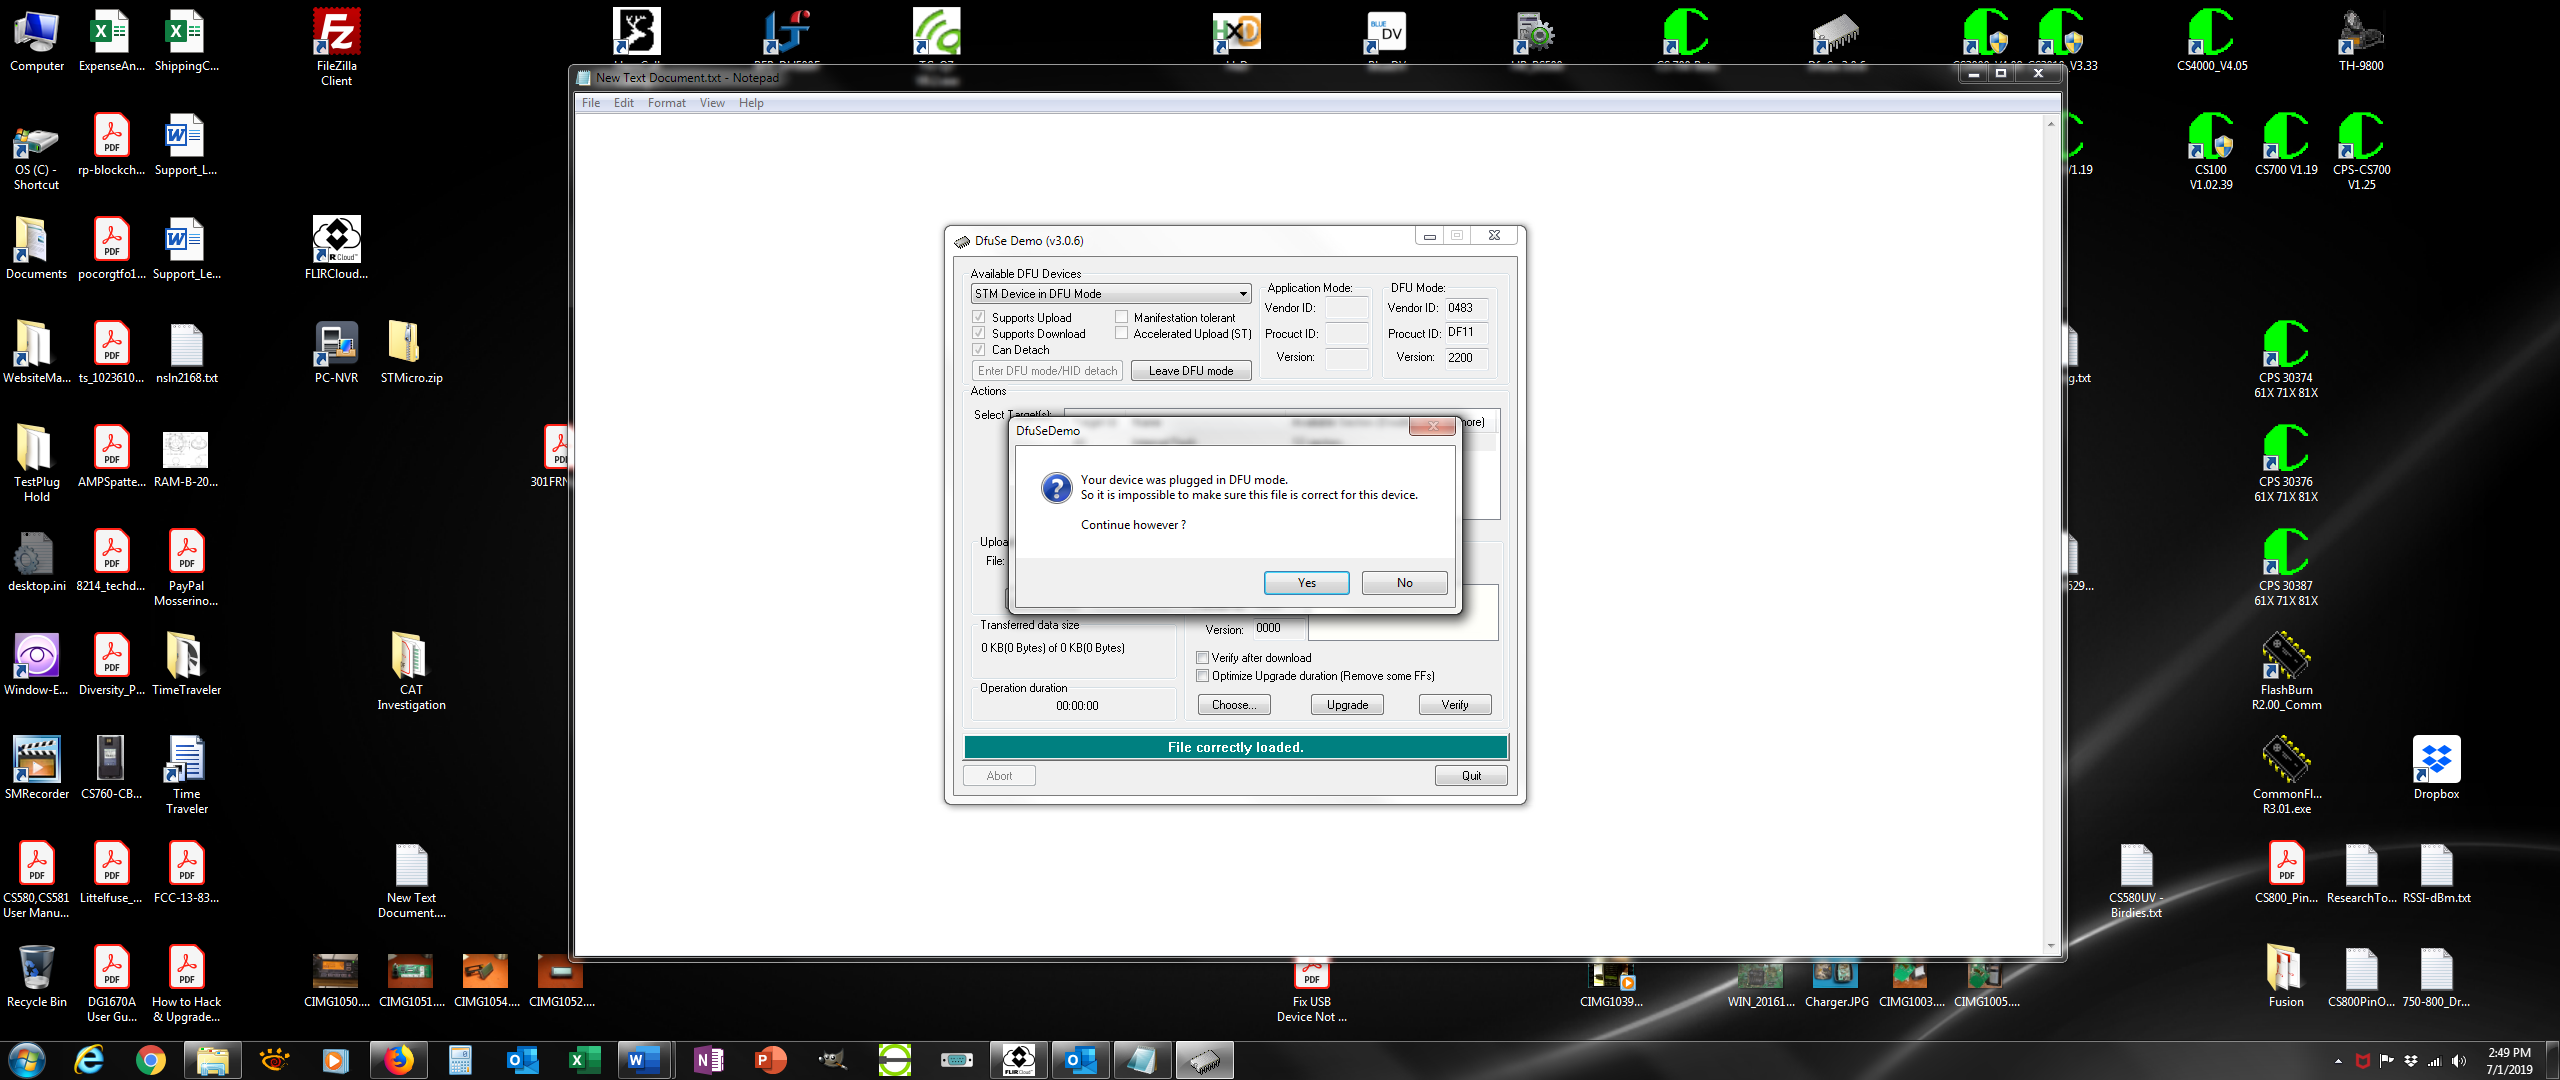 Computer
ExpenseAn...
ShippingC...
FileZilla
Client
CS4000_V4.05
TH-9800
New Text Document.txt - Notepad
File Edit Format View Help
OS (C) -
Shortcut
rp-blockch...
Support_L...
CS100
V1.02.39
CS700 V1.19
CPS-CS700
V1.25
Documents
pocorgtfo1...
Support_Le...
FLIRCloud...
WebsiteMa...
ts_1023610...
nsln2168.txt
PC-NVR
STMicro.zip
CPS 30374
61X 71X 81X
TestPlug
Hold
AMPSpatte...
RAM-B-20...
301FRN
CPS 30376
61X 71X 81X
desktop.ini
8214_techd...
PayPal
Mosserino...
CPS 30387
61X 71X 81X
Window-E...
Diversity_P...
TimeTraveler
CAT
Investigation
FlashBurn
R2.00_Comm
SMRecorder
CS760-CB...
Time
Traveler
CommonFl...
R3.01.exe
Dropbox
CS580,CS581
User Manu...
Littelfuse_...
FCC-13-83...
New Text
Document....
CS580UV -
Birdies.txt
CS800_Pin...
ResearchTo...
RSSI-dBm.txt
Recycle Bin
DG1670A
User Gu...
How to Hack
& Upgrade...
CIMG1050....
CIMG1051....
CIMG1054....
CIMG1052....
Fix USB
Device Not ...
CIMG1039...
WIN_20161...
Charger.JPG
CIMG1003....
CIMG1005....
Fusion
CS800PinO...
750-800_Dr...
DfuSe Demo (v3.0.6)
Available DFU Devices
STM Device in DFU Mode
Supports Upload
Manifestation tolerant
Supports Download
Accelerated Upload (ST)
Can Detach
Enter DFU mode/HID detach
Leave DFU mode
Application Mode:
Vendor ID:
Procuct ID:
Version:
DFU Mode:
Vendor ID: 0483
Procuct ID: DF11
Version: 2200
Actions
Select Target(s):
more)
DfuSeDemo
Your device was plugged in DFU mode.
So it is impossible to make sure this file is correct for this device.
Continue however ?
Yes
No
Uploa
File:
Transferred data size
0 KB(0 Bytes) of 0 KB(0 Bytes)
Operation duration
00:00:00
Version: 0000
Verify after download
Optimize Upgrade duration (Remove some FFs)
Choose...
Upgrade
Verify
File correctly loaded.
Abort
Quit
2:49 PM
7/1/2019